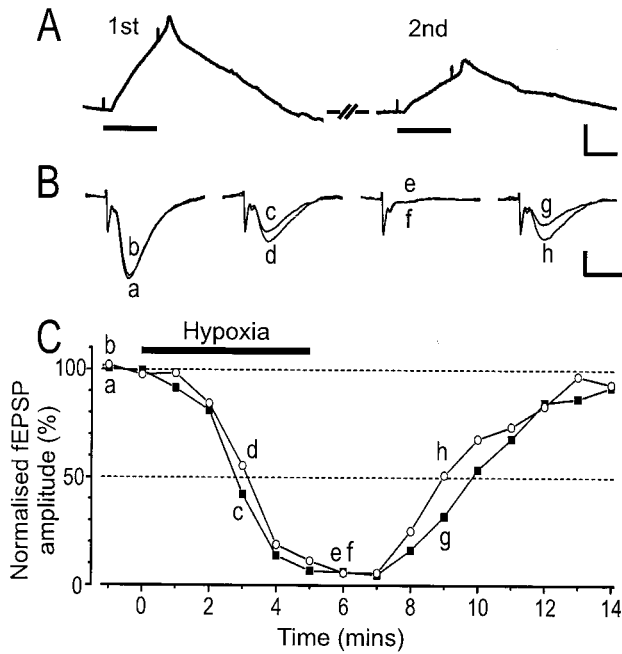 A
1st
2nd
B
b
a
c
d
e
f
g
h
C
Hypoxia
b
a
100
50
0
d
c
e f
h
g
0 2 4 6 8 10 12 14
Normalised fEPSP
amplitude (%)
Time (mins)